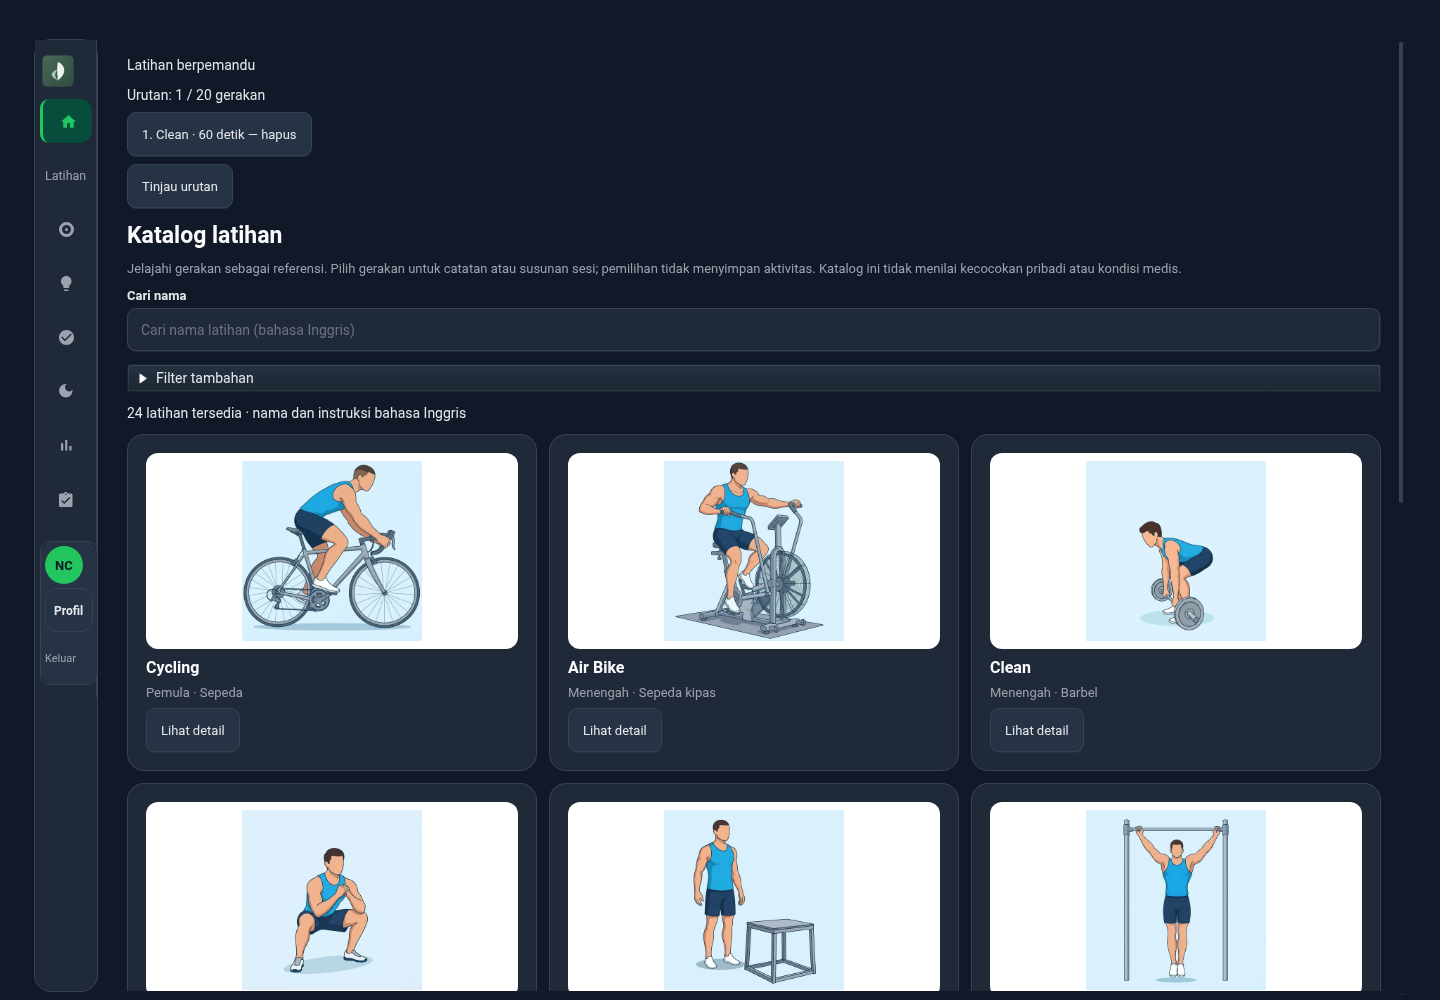 Latihan
NC
Profil
Keluar
Latihan berpemandu
Urutan: 1 / 20 gerakan
1. Clean · 60 detik — hapus
Tinjau urutan
Katalog latihan
Jelajahi gerakan sebagai referensi. Pilih gerakan untuk catatan atau susunan sesi; pemilihan tidak menyimpan aktivitas. Katalog ini tidak menilai kecocokan pribadi atau kondisi medis.
Cari nama
Cari nama latihan (bahasa Inggris)
Filter tambahan
24 latihan tersedia · nama dan instruksi bahasa Inggris
Cycling
Pemula · Sepeda
Lihat detail
Air Bike
Menengah · Sepeda kipas
Lihat detail
Clean
Menengah · Barbel
Lihat detail